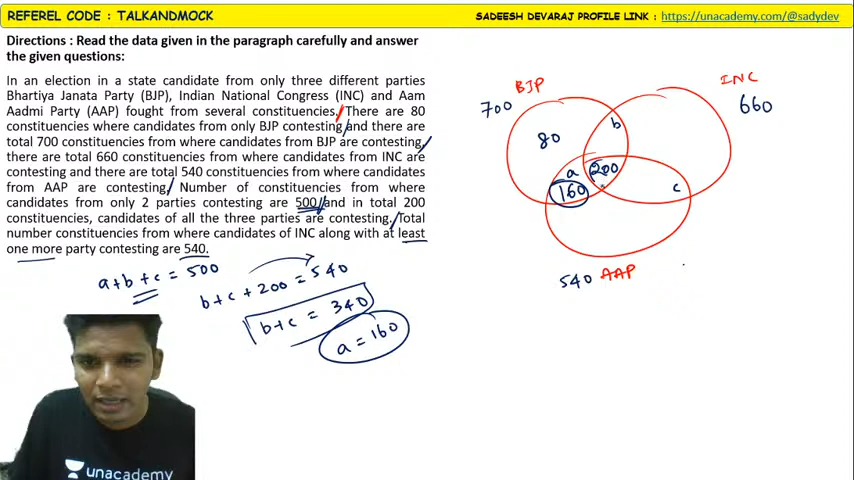 REFEREL CODE : TALKANDMOCK
SADEESH DEVARAJ PROFILE LINK : https://unacademy.com/@sadydev
Directions : Read the data given in the paragraph carefully and answer
the given questions:
In an election in a state candidate from only three different parties
Bhartiya Janata Party (BJP), Indian National Congress (INC) and Aam
Aadmi Party (AAP) fought from several constituencies. There are 80
constituencies where candidates from only BJP contesting and there are
total 700 constituencies from where candidates from BJP are contesting,
there are total 660 constituencies from where candidates from INC are
contesting and there are total 540 constituencies from where candidates
from AAP are contesting. Number of constituencies from where
candidates from only 2 parties contesting are 500 and in total 200
constituencies, candidates of all the three parties are contesting. Total
number constituencies from where candidates of INC along with at least
one more party contesting are 540.
a+b+c = 500
b+c+200 = 540
b+c = 340
a = 160
BJP
INC
700
660
80
b
a
200
160
c
540 AAP
unacademy